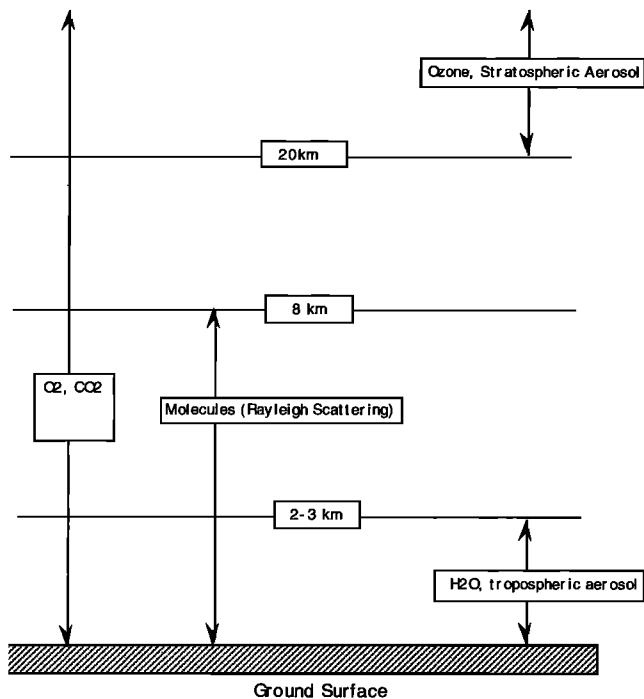 Ozone, Stratospheric Aerosol
20km
8 km
O2, CO2
Molecules (Rayleigh Scattering)
2-3 km
H2O, tropospheric aerosol
Ground Surface